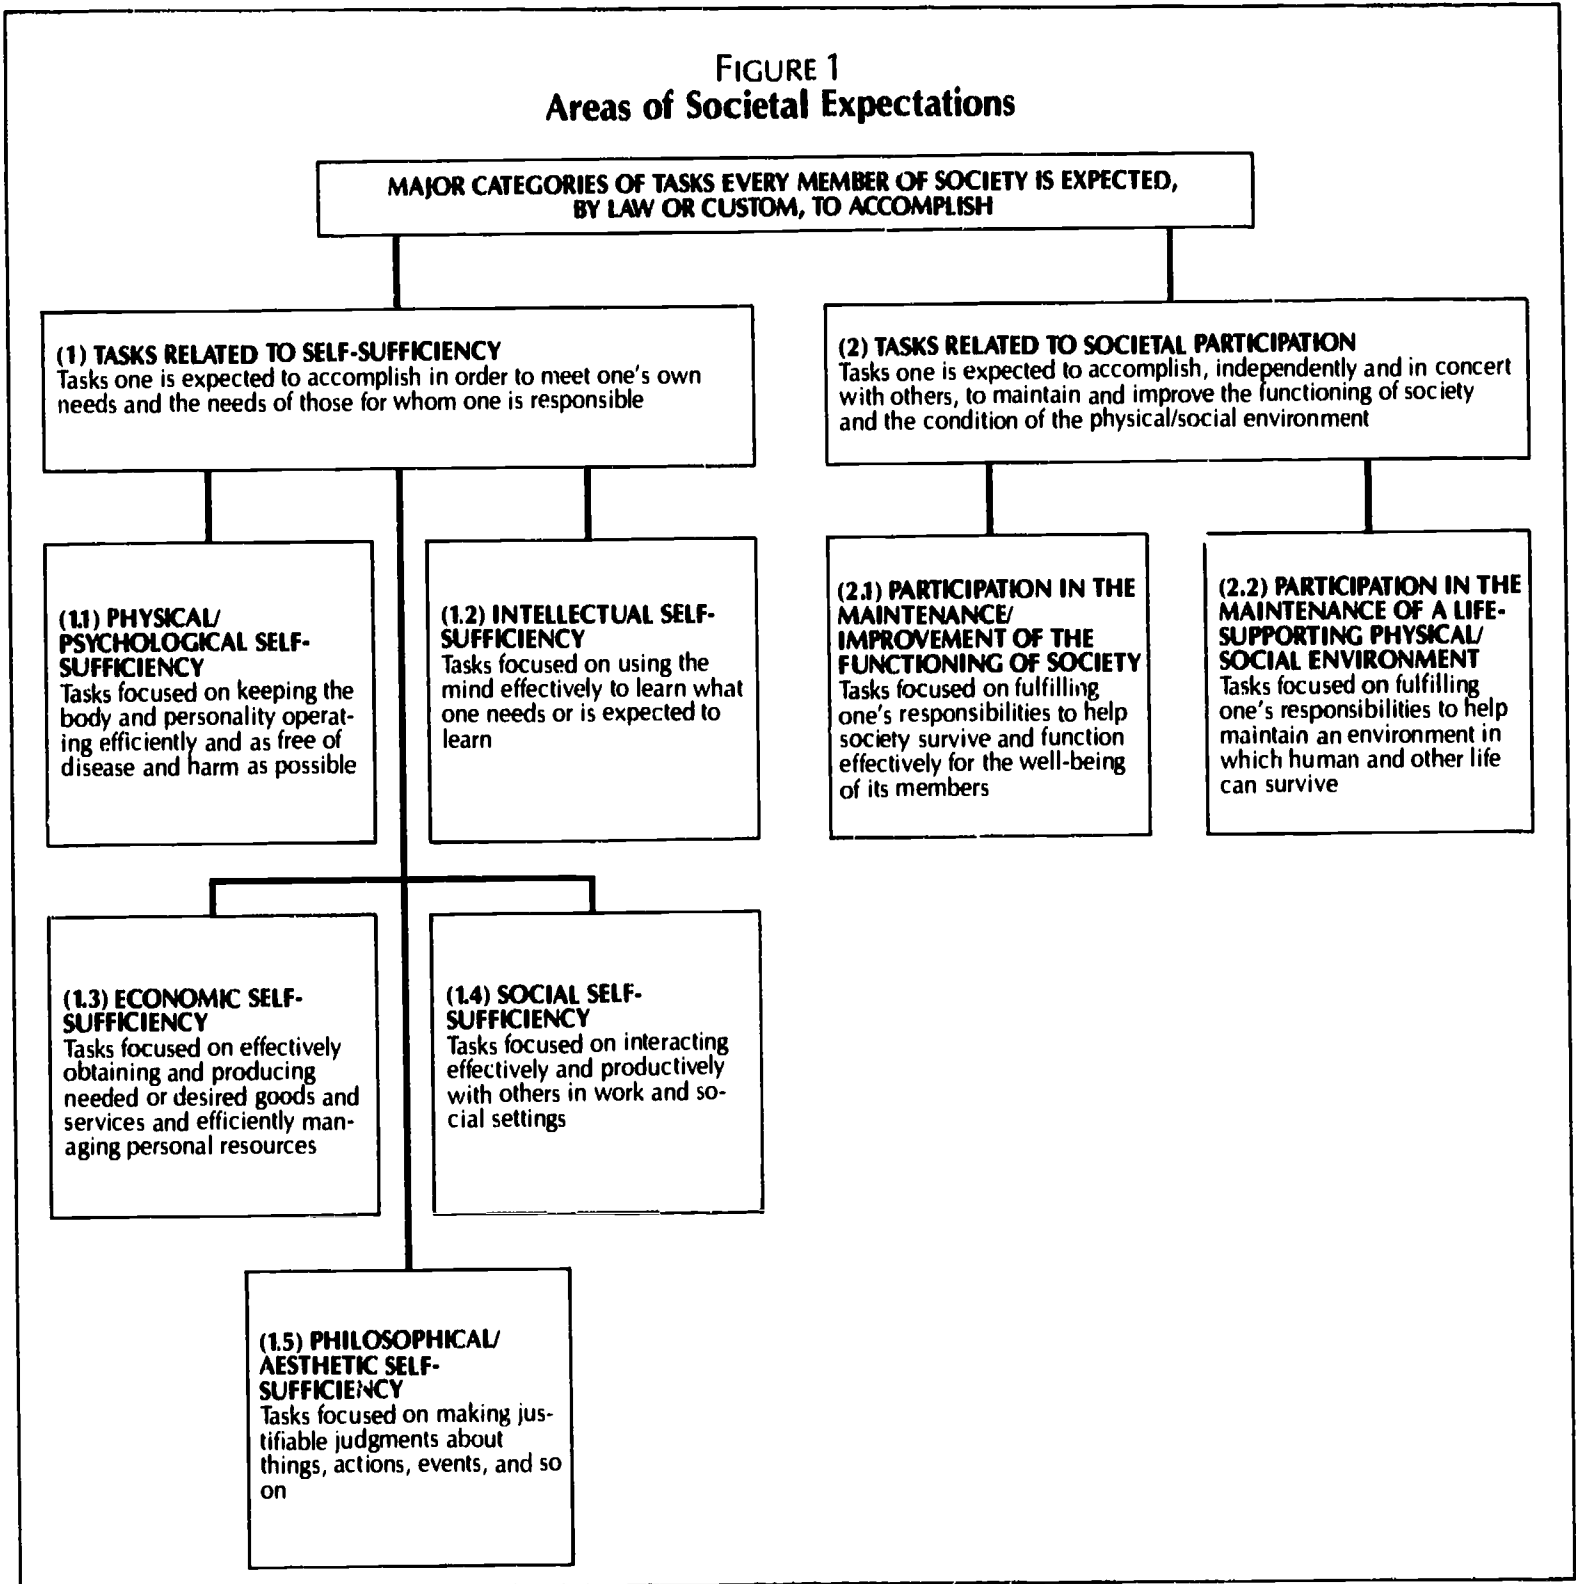 FIGURE 1
Areas of Societal Expectations
MAJOR CATEGORIES OF TASKS EVERY MEMBER OF SOCIETY IS EXPECTED,
BY LAW OR CUSTOM, TO ACCOMPLISH
(1) TASKS RELATED TO SELF-SUFFICIENCY
Tasks one is expected to accomplish in order to meet one's own
needs and the needs of those for whom one is responsible
(2) TASKS RELATED TO SOCIETAL PARTICIPATION
Tasks one is expected to accomplish, independently and in concert
with others, to maintain and improve the functioning of society
and the condition of the physical/social environment
(1.1) PHYSICAL/
PSYCHOLOGICAL SELF-
SUFFICIENCY
Tasks focused on keeping the
body and personality operat-
ing efficiently and as free of
disease and harm as possible
(1.2) INTELLECTUAL SELF-
SUFFICIENCY
Tasks focused on using the
mind effectively to learn what
one needs or is expected to
learn
(2.1) PARTICIPATION IN THE
MAINTENANCE/
IMPROVEMENT OF THE
FUNCTIONING OF SOCIETY
Tasks focused on fulfilling
one's responsibilities to help
society survive and function
effectively for the well-being
of its members
(2.2) PARTICIPATION IN THE
MAINTENANCE OF A LIFE-
SUPPORTING PHYSICAL/
SOCIAL ENVIRONMENT
Tasks focused on fulfilling
one's responsibilities to help
maintain an environment in
which human and other life
can survive
(1.3) ECONOMIC SELF-
SUFFICIENCY
Tasks focused on effectively
obtaining and producing
needed or desired goods and
services and efficiently man-
aging personal resources
(1.4) SOCIAL SELF-
SUFFICIENCY
Tasks focused on interacting
effectively and productively
with others in work and so-
cial settings
(1.5) PHILOSOPHICAL/
AESTHETIC SELF-
SUFFICIENCY
Tasks focused on making jus-
tifiable judgments about
things, actions, events, and so
on